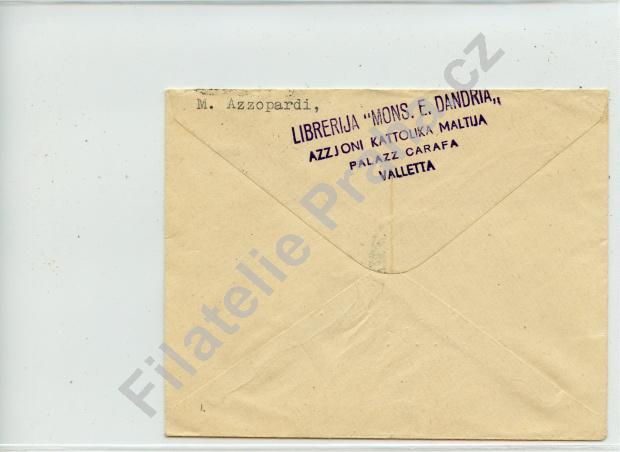 M. Azzopardi,
LIBRERIJA "MONS. E. DANDRIA,,
AZZJONI KATTOLIKA MALTIJA
PALAZZ CARAFA
VALLETTA
Filatelie Praha.cz